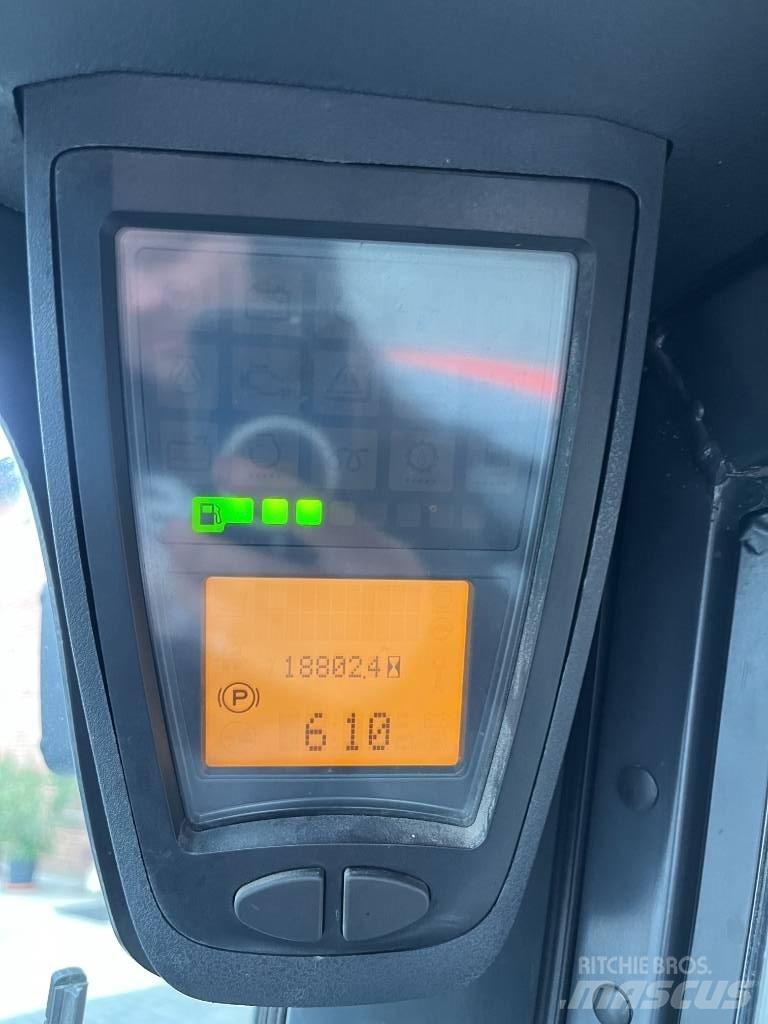 18802.4
P
610
RITCHIE BROS.
MASCUS